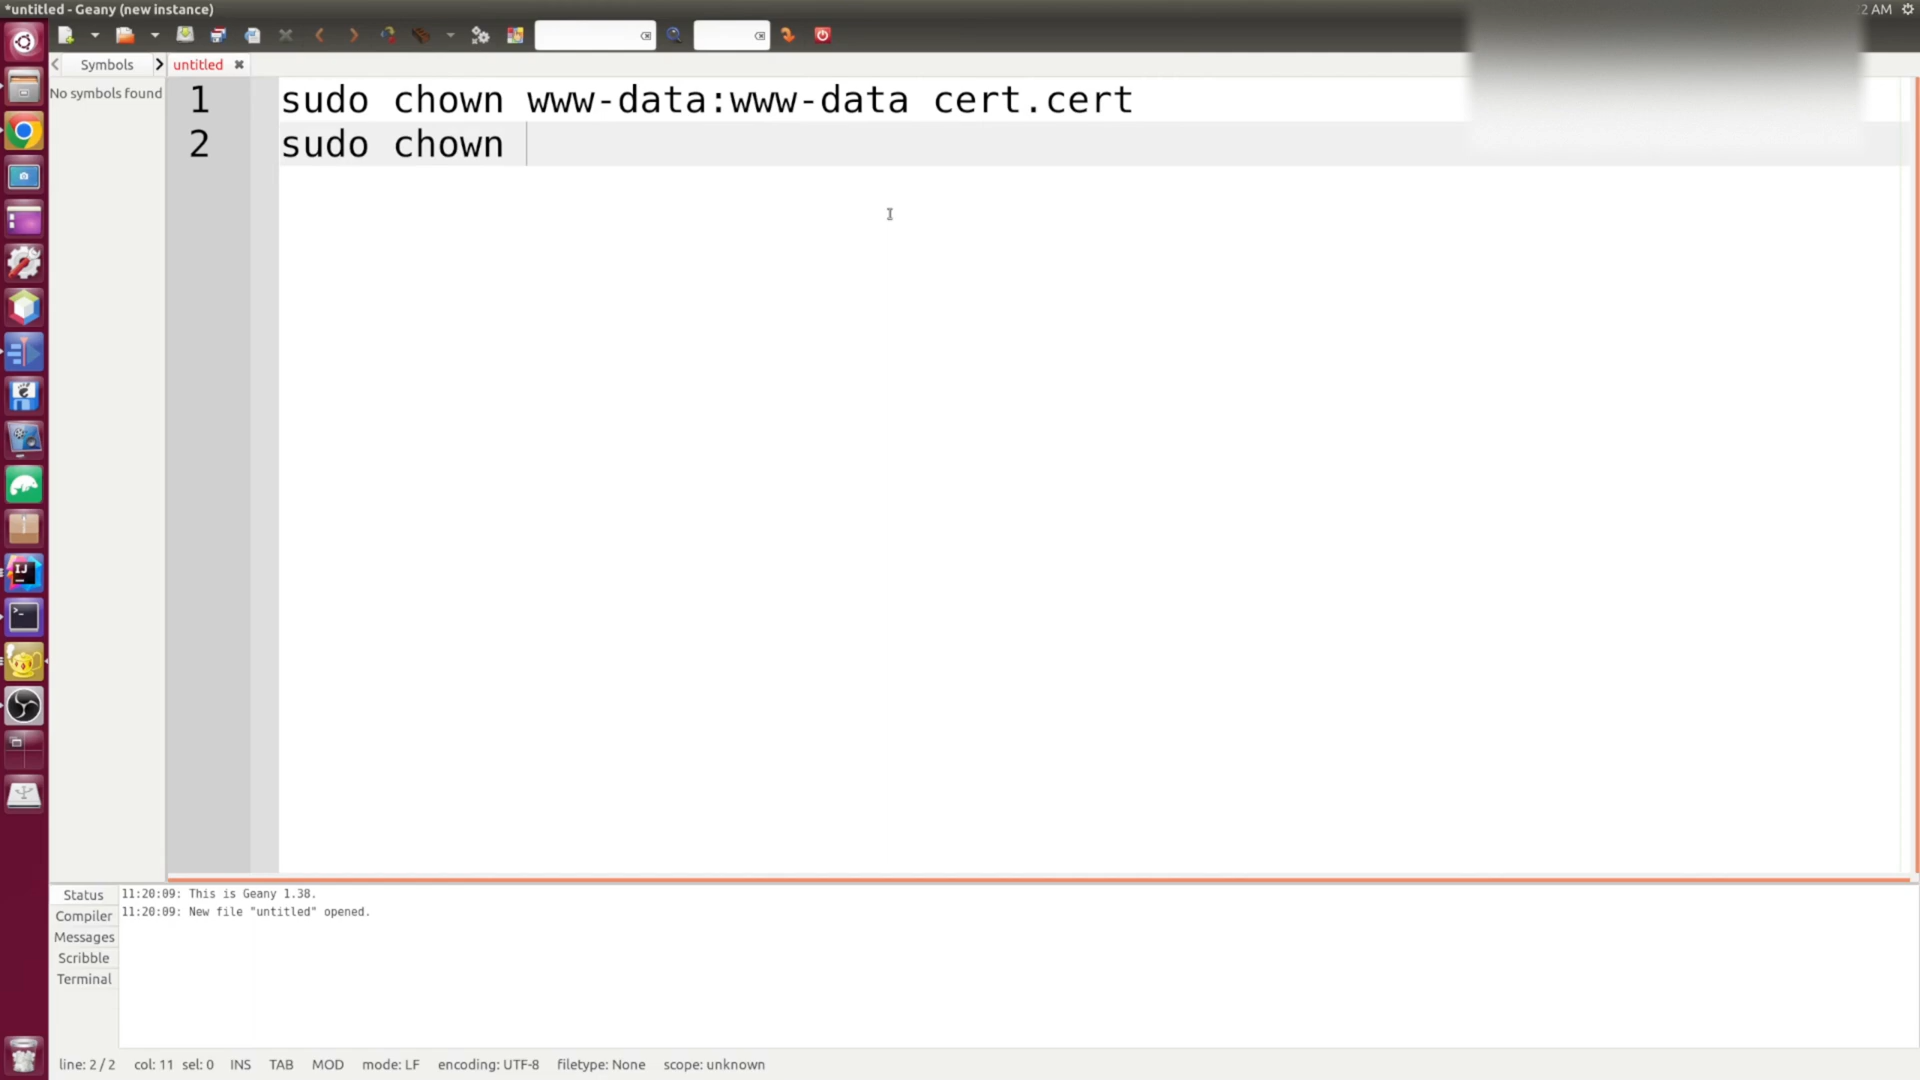 *untitled - Geany (new instance)
2 AM
Symbols
untitled
No symbols found
1 sudo chown www-data:www-data cert.cert
2 sudo chown
Status
Compiler
Messages
Scribble
Terminal
11:20:09: This is Geany 1.38.
11:20:09: New file "untitled" opened.
line: 2 / 2 col: 11 sel: 0 INS TAB MOD mode: LF encoding: UTF-8 filetype: None scope: unknown